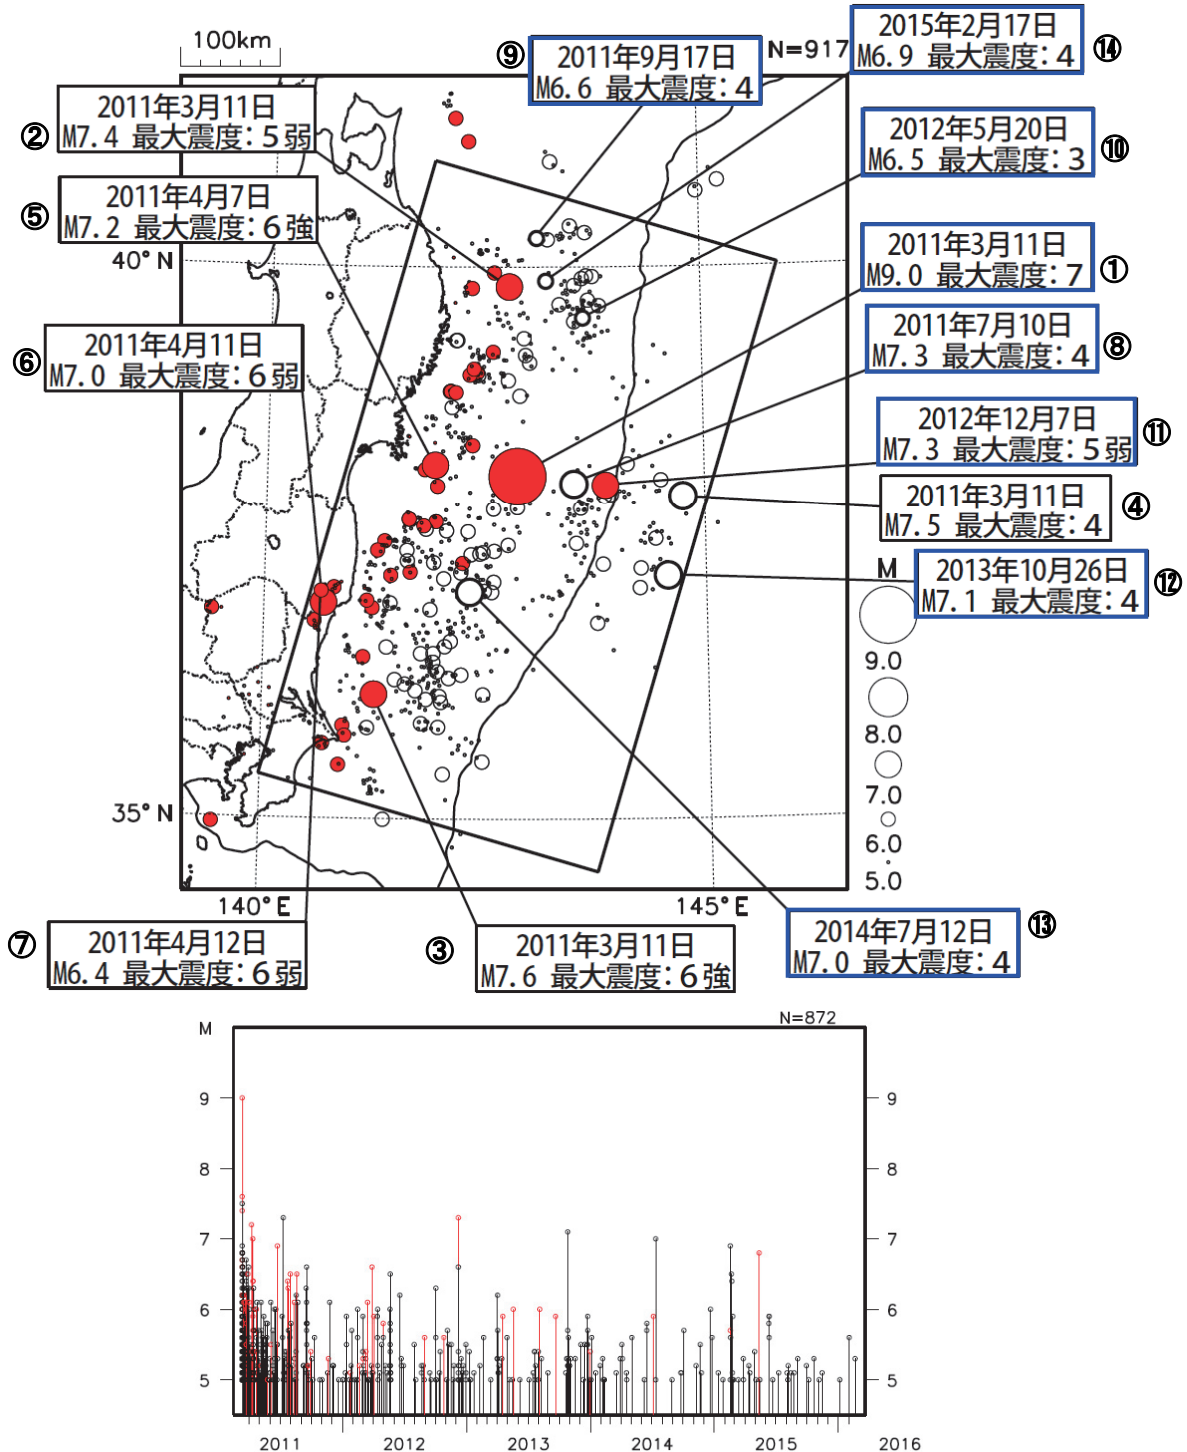 100km
⑨
2011年9月17日
M6.6 最大震度:4
N=917
2015年2月17日
M6.9 最大震度:4
⑭
②
2011年3月11日
M7.4 最大震度:5弱
2012年5月20日
M6.5 最大震度:3
⑩
⑤
2011年4月7日
M7.2 最大震度:6強
40°N
2011年3月11日
M9.0 最大震度:7
①
⑥
2011年4月11日
M7.0 最大震度:6弱
2011年7月10日
M7.3 最大震度:4
⑧
2012年12月7日
M7.3 最大震度:5弱
⑪
2011年3月11日
M7.5 最大震度:4
④
2013年10月26日
M7.1 最大震度:4
⑫
M
9.0
8.0
7.0
6.0
5.0
35°N
140°E
145°E
⑦
2011年4月12日
M6.4 最大震度:6弱
③
2011年3月11日
M7.6 最大震度:6強
2014年7月12日
M7.0 最大震度:4
⑬
N=872
M
9
9
8
8
7
7
6
6
5
5
2011
2012
2013
2014
2015
2016